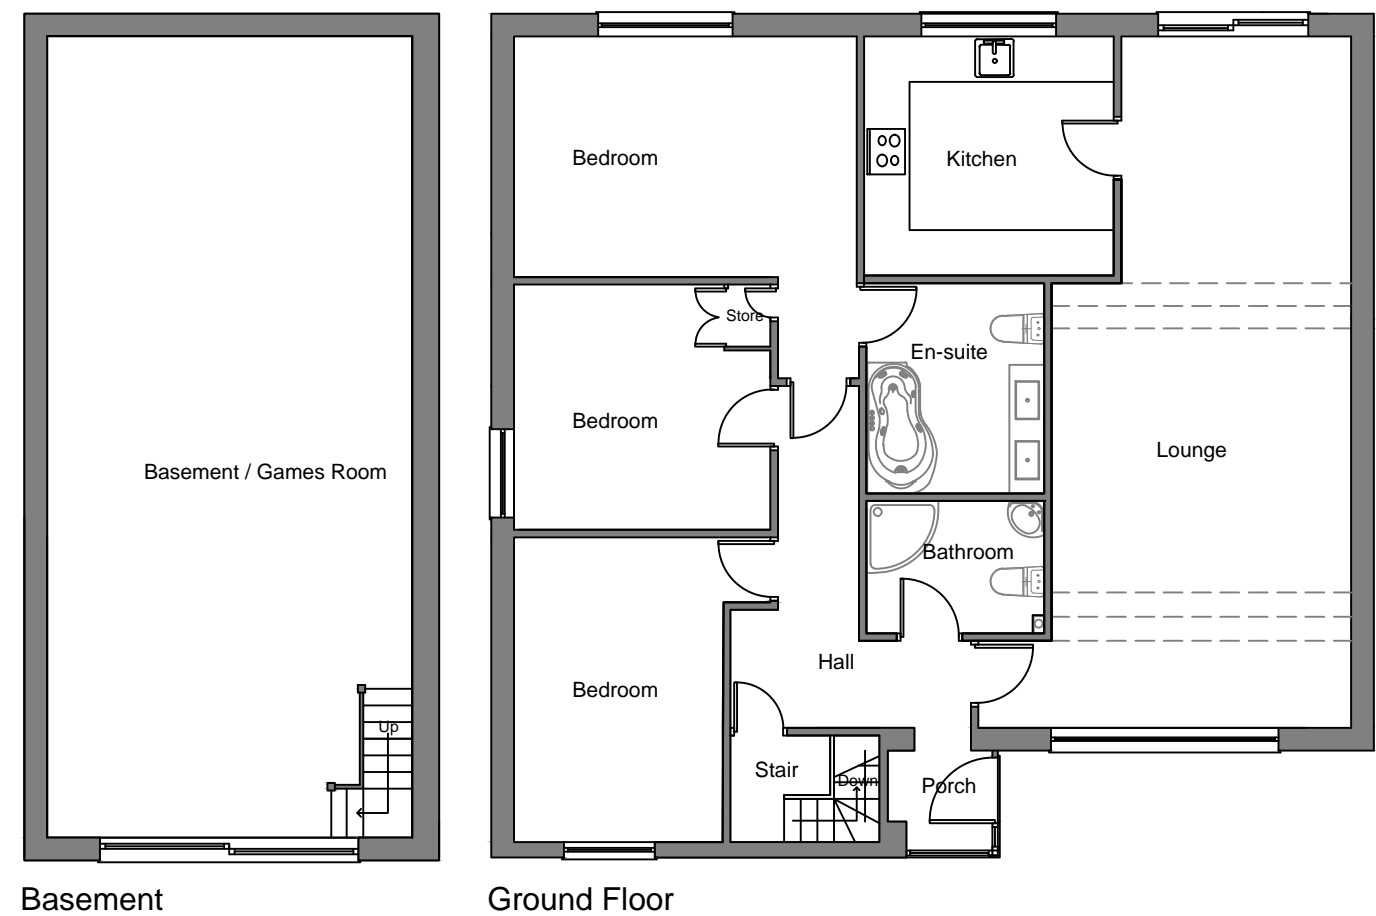 Bedroom
Kitchen
Store
En-suite
Bedroom
Lounge
Basement / Games Room
Bathroom
Hall
Bedroom
Up
Stair
Down
Porch
Basement
Ground Floor